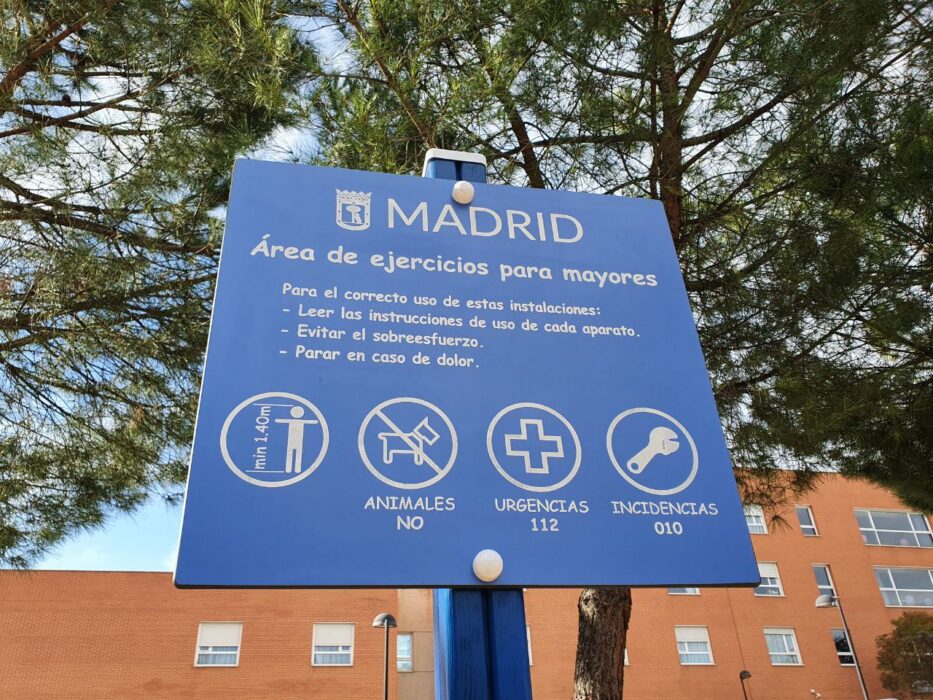 MADRID
Área de ejercicios para mayores
Para el correcto uso de estas instalaciones:
- Leer las instrucciones de uso de cada aparato.
- Evitar el sobreesfuerzo.
- Parar en caso de dolor.
min 1.40m
ANIMALES
NO
URGENCIAS
112
INCIDENCIAS
010